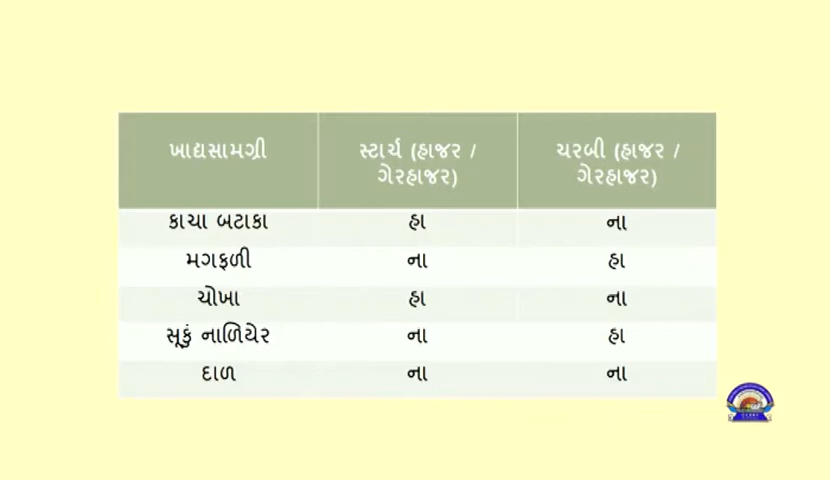 ખાદ્યસામગ્રી
સ્ટાર્ચ (હાજર /
ગેરહાજર)
ચરબી (હાજર /
ગેરહાજર)
કાચા બટાકા હા ના
મગફળી ના હા
ચોખા હા ના
સૂકું નાળિયેર ના હા
દાળ ના ના